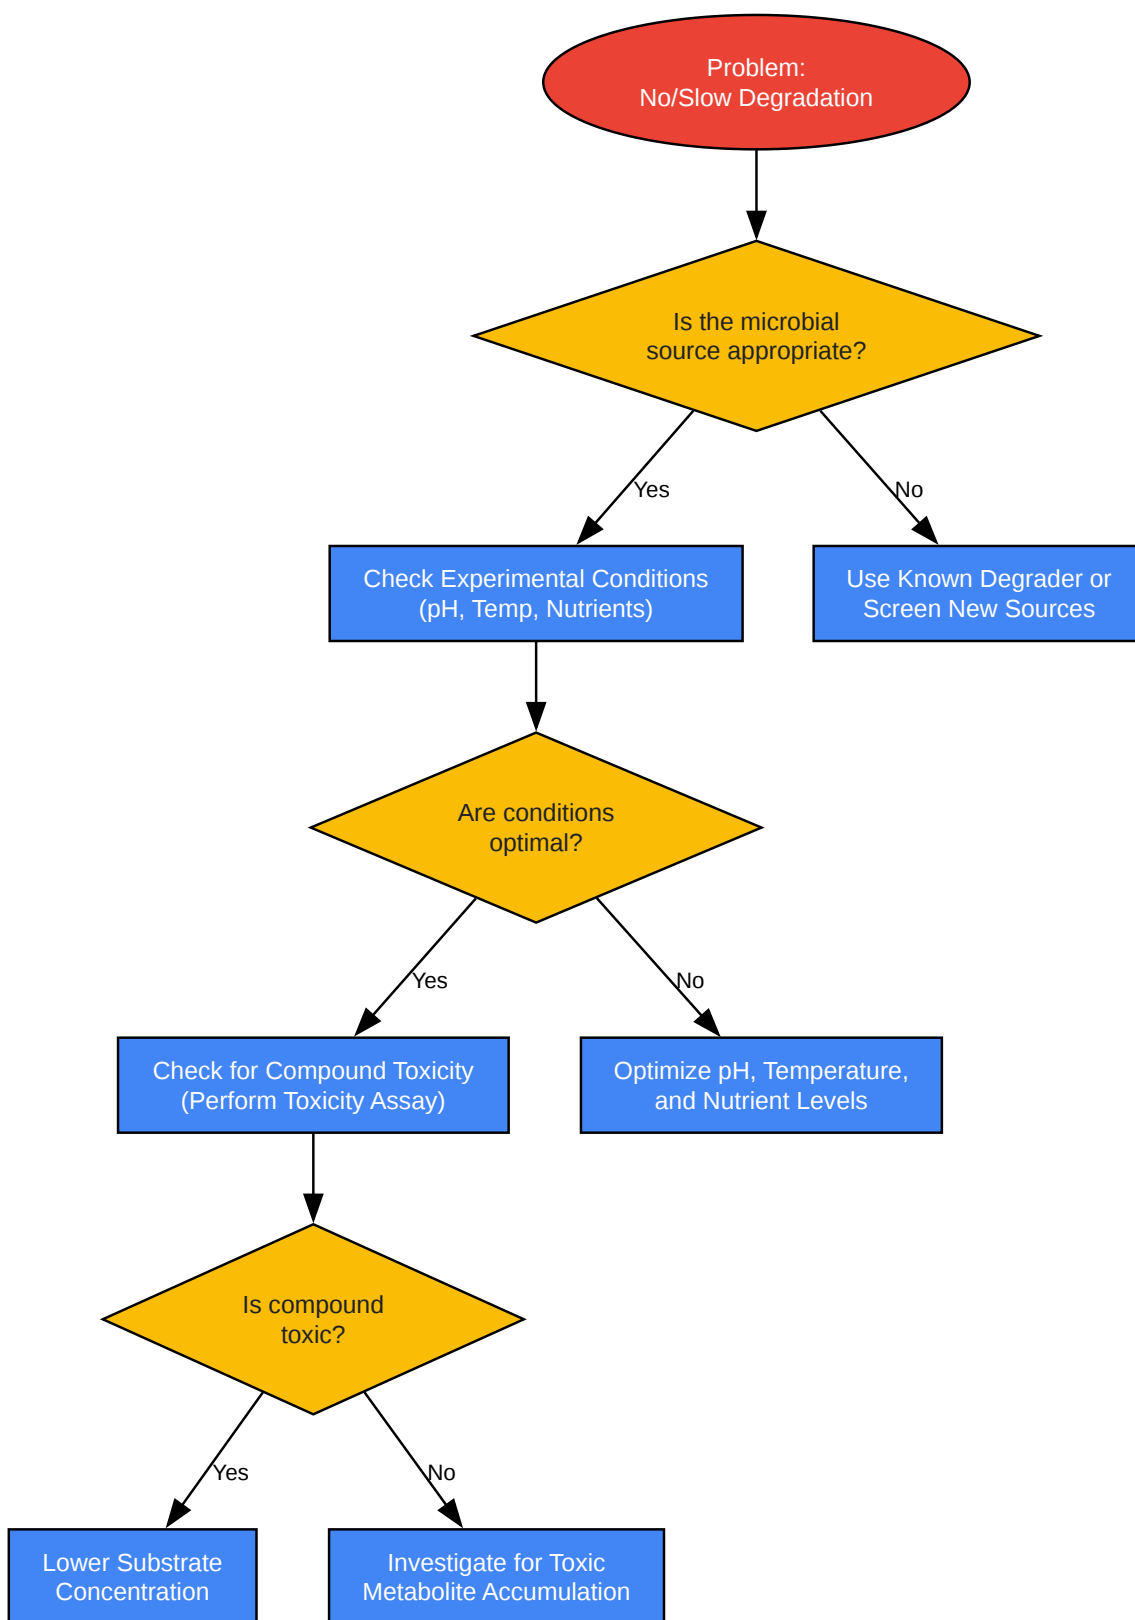 Problem:
No/Slow Degradation
Is the microbial
source appropriate?
Yes
No
Check Experimental Conditions
(pH, Temp, Nutrients)
Use Known Degrader or
Screen New Sources
Are conditions
optimal?
Yes
No
Check for Compound Toxicity
(Perform Toxicity Assay)
Optimize pH, Temperature,
and Nutrient Levels
Is compound
toxic?
Yes
No
Lower Substrate
Concentration
Investigate for Toxic
Metabolite Accumulation